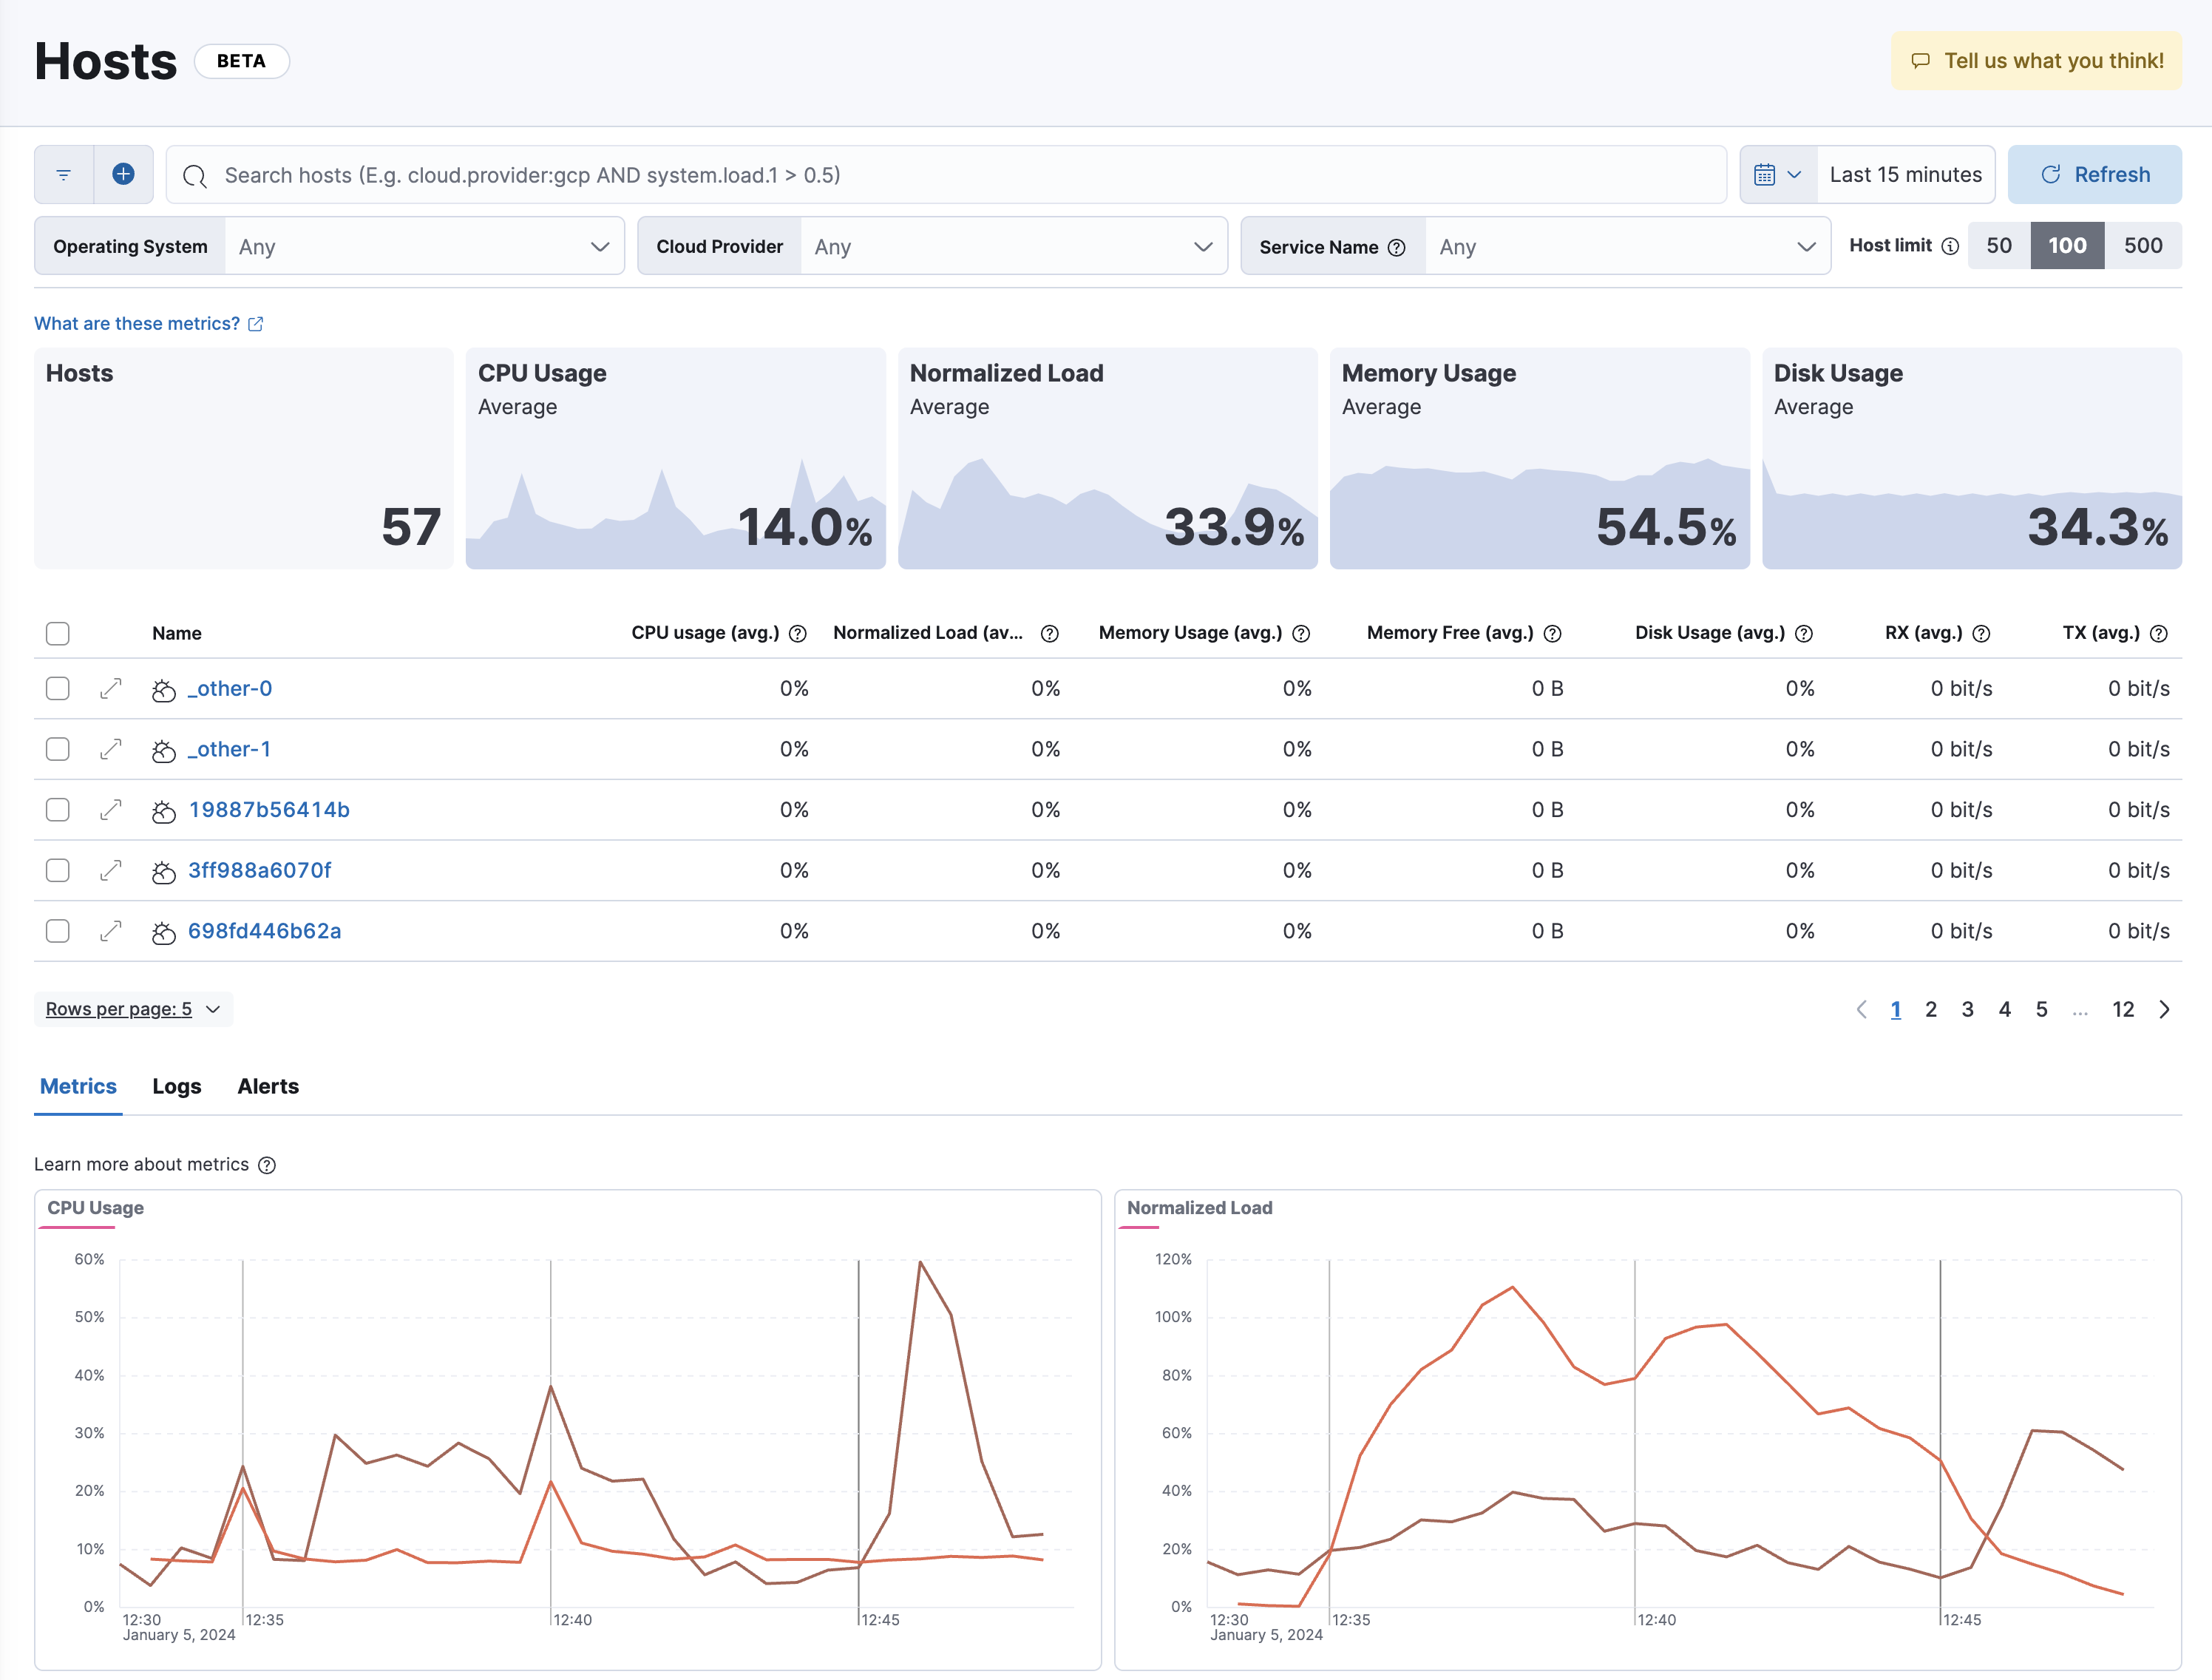 Hosts BETA
Tell us what you think!
Search hosts (E.g. cloud.provider:gcp AND system.load.1 > 0.5)
Last 15 minutes
Refresh
Operating System Any
Cloud Provider Any
Service Name Any
Host limit 50 100 500
What are these metrics?
Hosts
57
CPU Usage
Average
14.0%
Normalized Load
Average
33.9%
Memory Usage
Average
54.5%
Disk Usage
Average
34.3%
Name CPU usage (avg.) Normalized Load (av... Memory Usage (avg.) Memory Free (avg.) Disk Usage (avg.) RX (avg.) TX (avg.)
_other-0 0% 0% 0% 0 B 0% 0 bit/s 0 bit/s
_other-1 0% 0% 0% 0 B 0% 0 bit/s 0 bit/s
19887b56414b 0% 0% 0% 0 B 0% 0 bit/s 0 bit/s
3ff988a6070f 0% 0% 0% 0 B 0% 0 bit/s 0 bit/s
698fd446b62a 0% 0% 0% 0 B 0% 0 bit/s 0 bit/s
Rows per page: 5
1 2 3 4 5 ... 12
Metrics Logs Alerts
Learn more about metrics
CPU Usage
60%
50%
40%
30%
20%
10%
0%
12:30 12:35 12:40 12:45
January 5, 2024
Normalized Load
120%
100%
80%
60%
40%
20%
0%
12:30 12:35 12:40 12:45
January 5, 2024